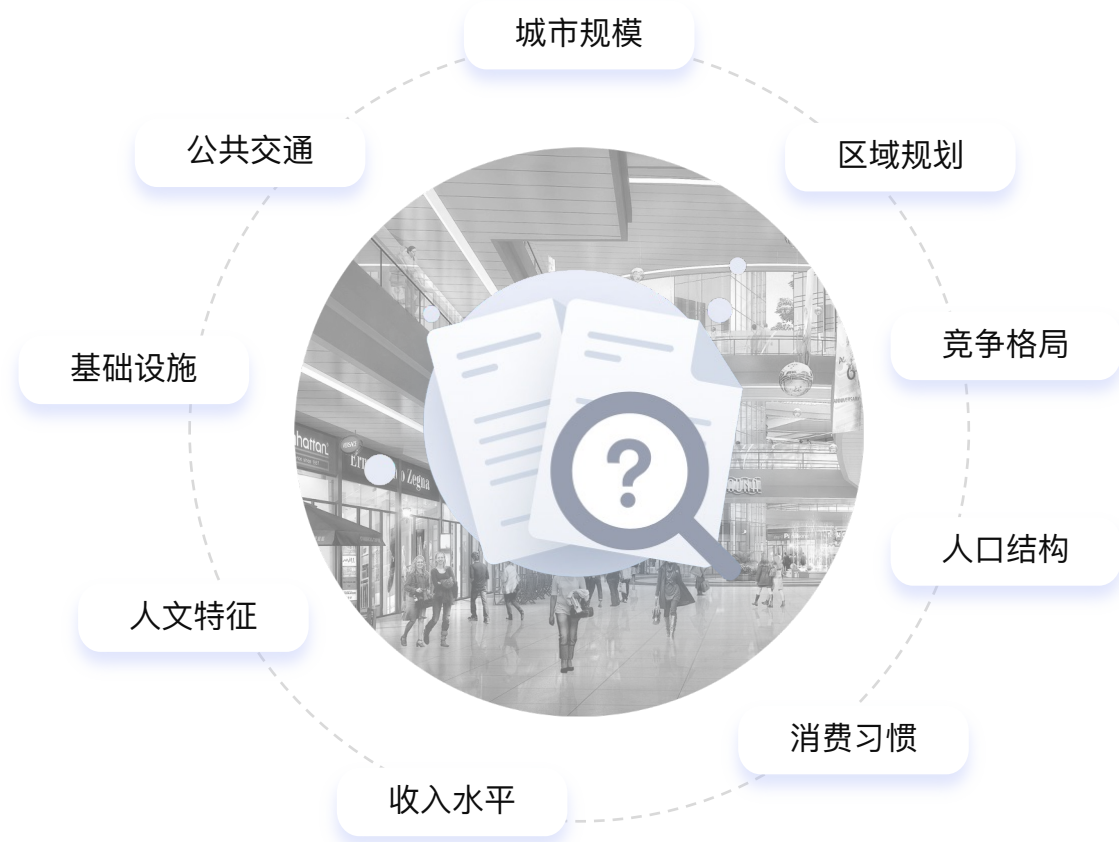 城市规模
公共交通
区域规划
竞争格局
基础设施
人口结构
人文特征
消费习惯
收入水平
?